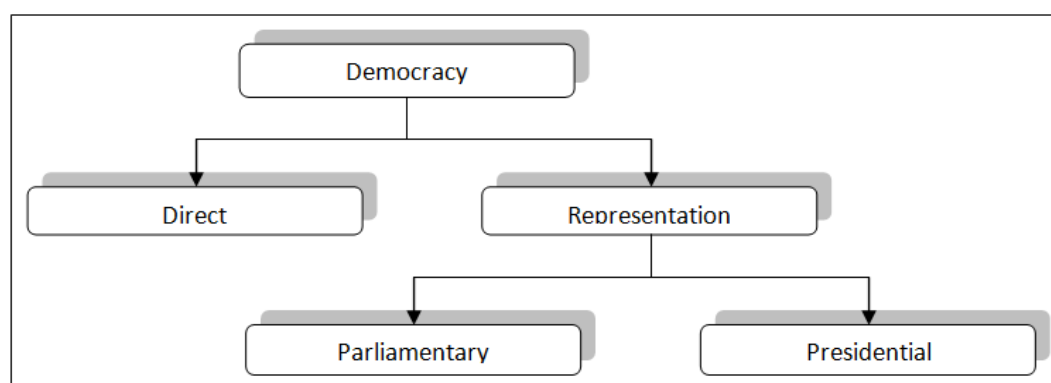 Democracy
Direct
Representation
Parliamentary
Presidential